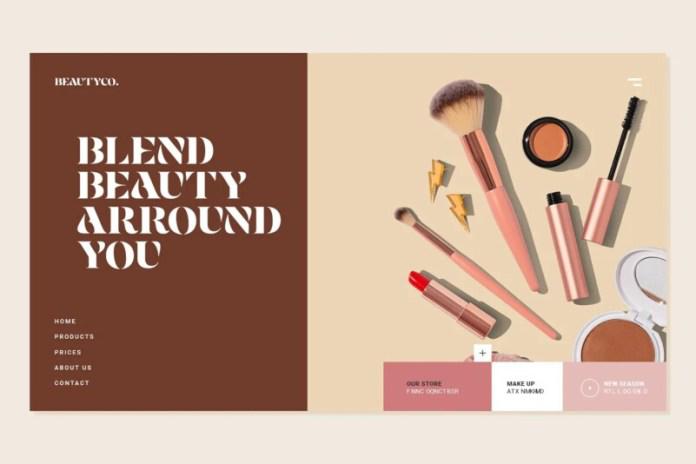 BEAUTYCO.
BLEND
BEAUTY
ARROUND
YOU
HOME
PRODUCTS
PRICES
ABOUT US
CONTACT
+
OUR STORE
MAKE UP
NEW SEASON